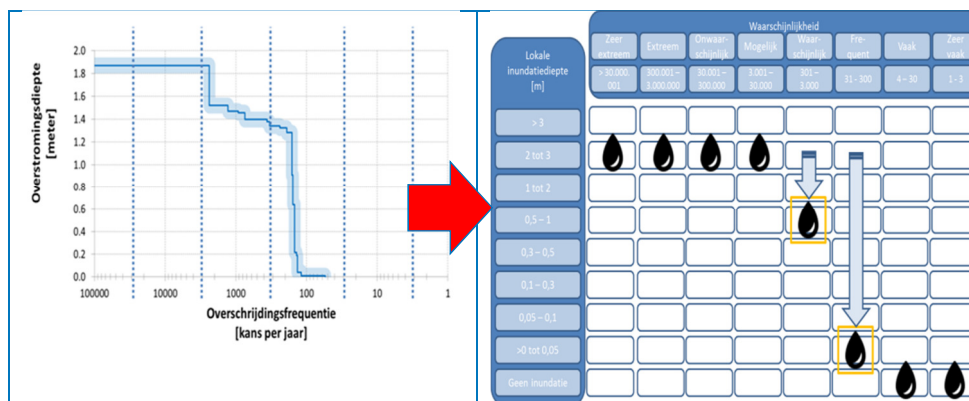 Overstromingsdiepte
[meter]
2.0
1.8
1.6
1.4
1.2
1.0
0.8
0.6
0.4
0.2
0.0
100000 10000 1000 100 10 1
Overschrijdingsfrequentie
[kans per jaar]
Waarschijnlijkheid
Lokale
inundatiediepte
[m]
Zeer
extreem
Extreem
Onwaar-
schijnlijk
Mogelijk
Waar-
schijnlijk
Fre-
quent
Vaak
Zeer
vaak
> 30.000.
001
300.001 –
3.000.000
30.001 –
300.000
3.001 –
30.000
301 –
3.000
31 - 300
4 – 30
1 - 3
> 3
2 tot 3
1 tot 2
0,5 – 1
0,3 – 0,5
0,1 – 0,3
0,05 – 0,1
>0 tot 0,05
Geen inundatie